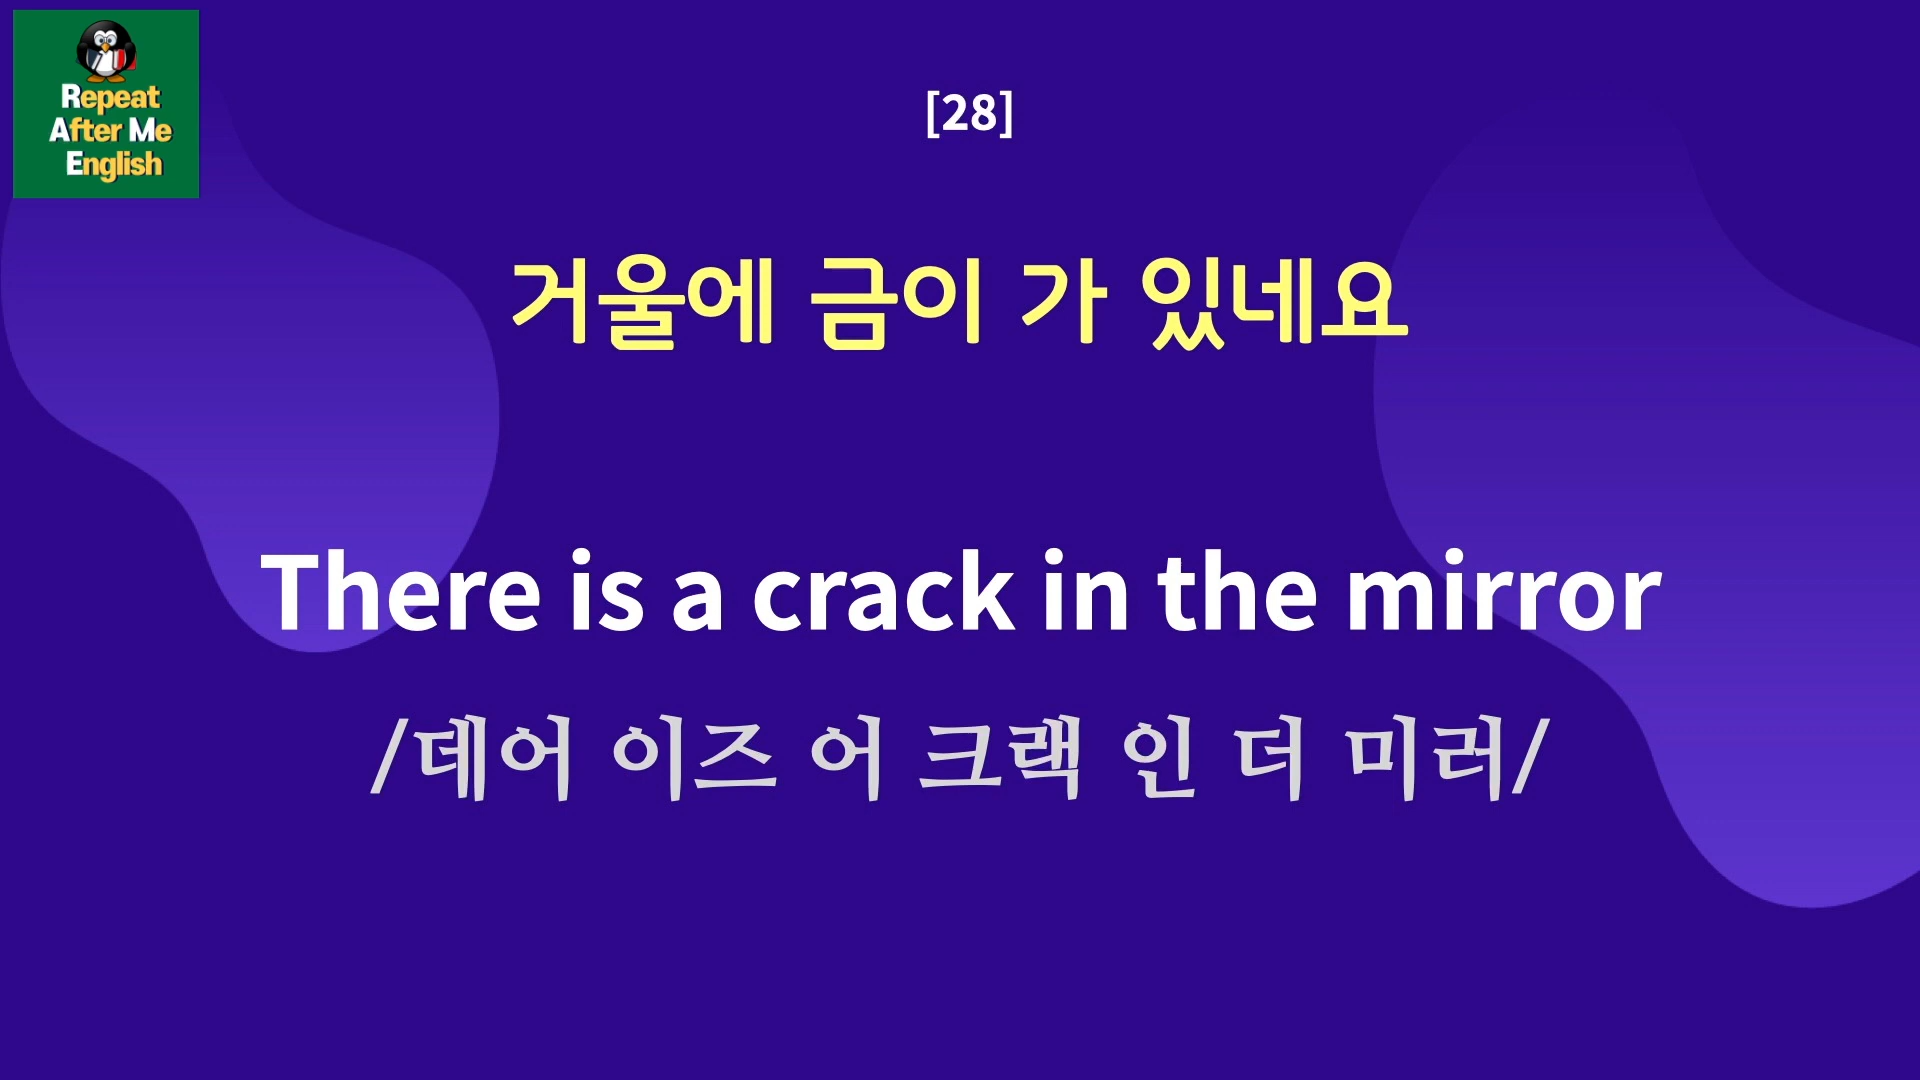 Repeat
After Me
English
[28]
거울에 금이 가 있네요
There is a crack in the mirror
/데어 이즈 어 크랙 인 더 미러/